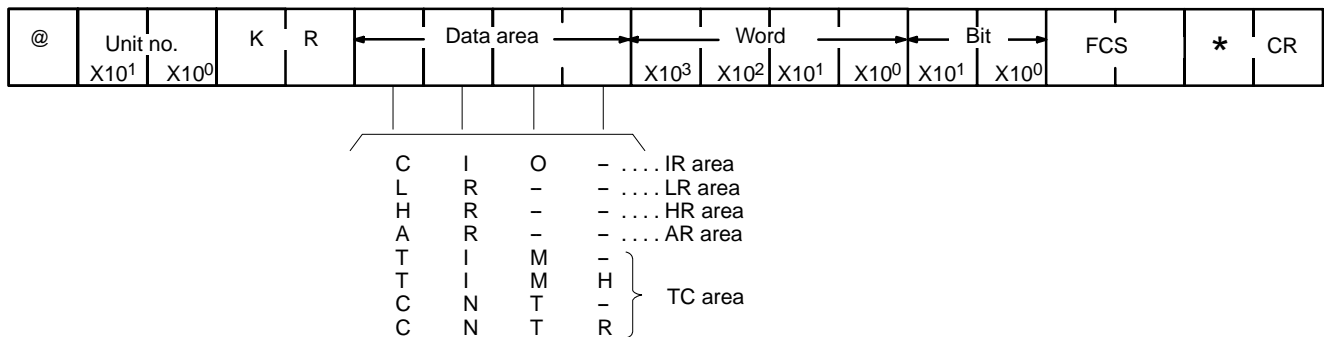 @ Unit no. K R Data area Word Bit FCS * CR
X10¹ X10⁰ X10³ X10² X10¹ X10⁰ X10¹ X10⁰
C I O – . . . . IR area
L R – – . . . . LR area
H R – – . . . . HR area
A R – – . . . . AR area
T I M –
T I M H
TC area
C N T –
C N T R